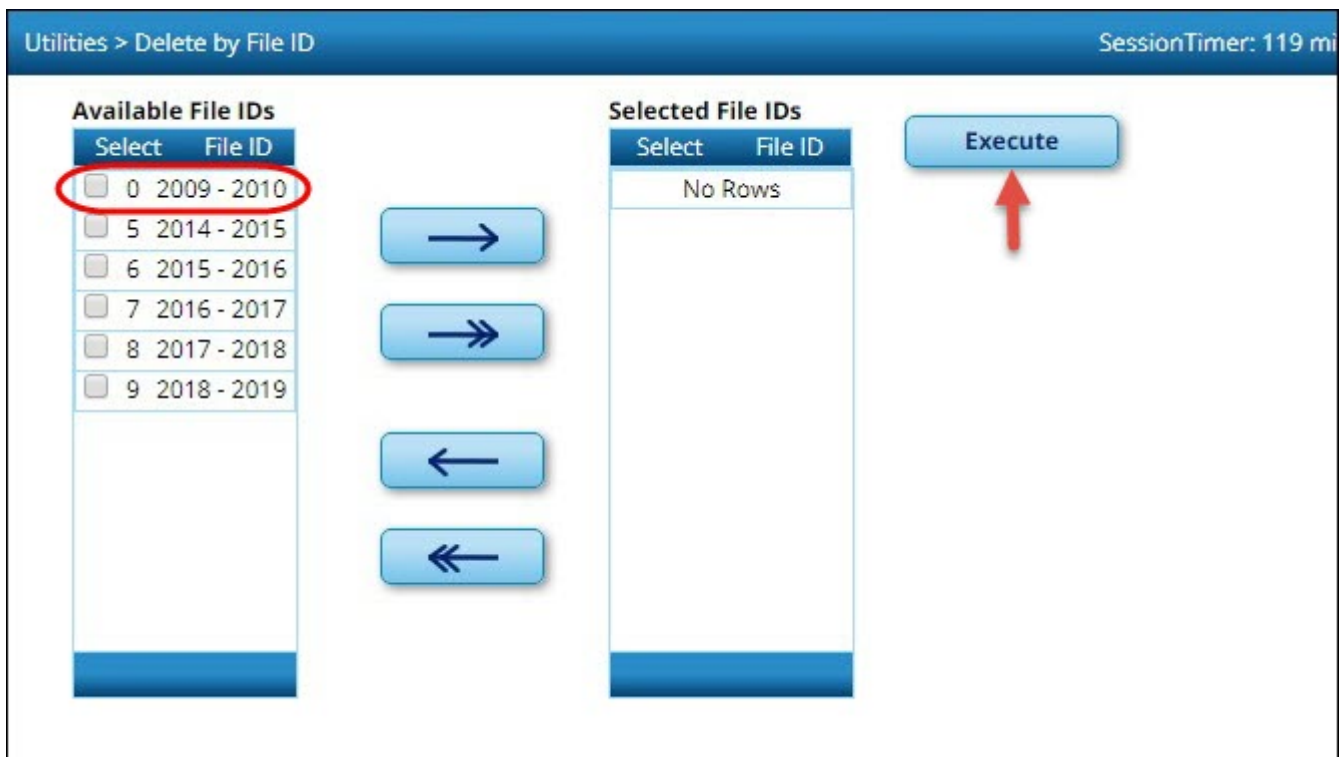 Utilities > Delete by File ID
SessionTimer: 119 mi
Available File IDs
Select File ID
0 2009 - 2010
5 2014 - 2015
6 2015 - 2016
7 2016 - 2017
8 2017 - 2018
9 2018 - 2019
Selected File IDs
Select File ID
No Rows
Execute